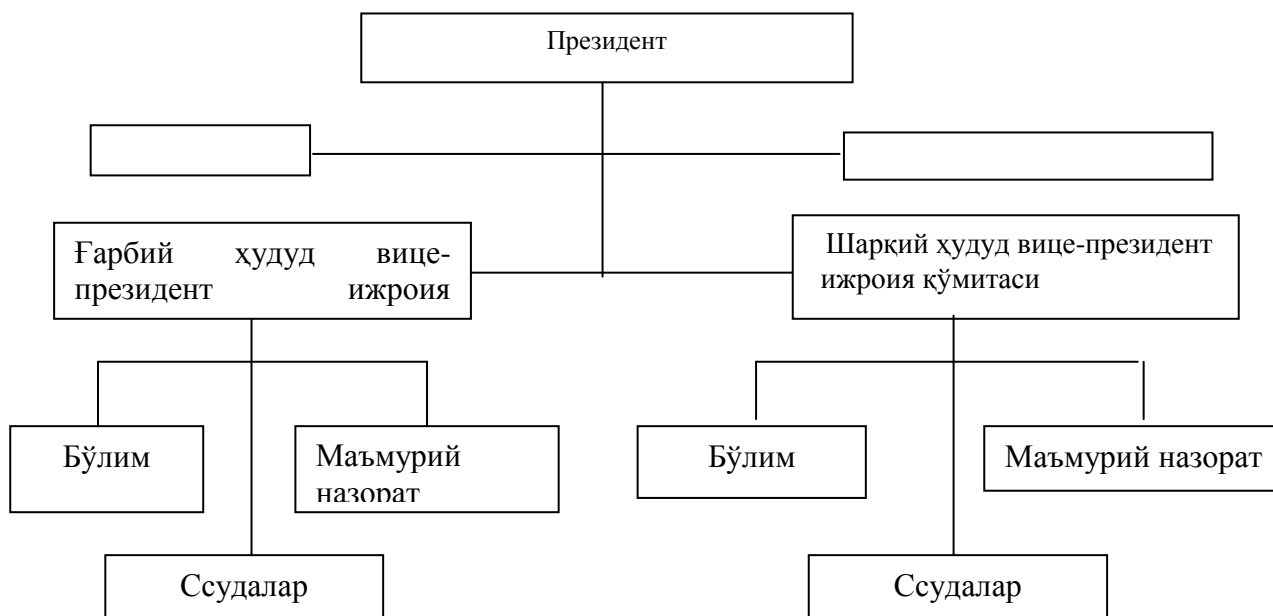 Президент
Ғарбий ҳудуд вице-
президент ижроия
Шарқий ҳудуд вице-президент
ижроия қўмитаси
Бўлим
Маъмурий
назорат
Бўлим
Маъмурий назорат
Ссудалар
Ссудалар